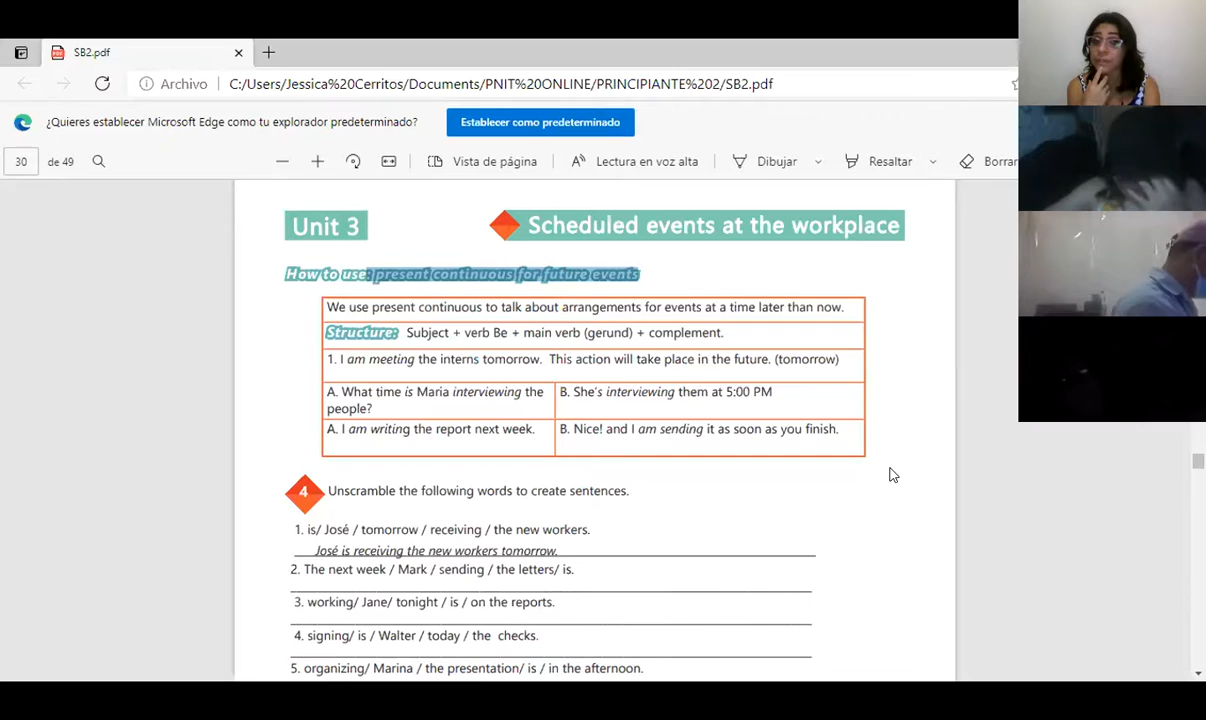 SB2.pdf
Archivo C:/Users/Jessica%20Cerritos/Documents/PNIT%20ONLINE/PRINCIPIANTE%202/SB2.pdf
¿Quieres establecer Microsoft Edge como tu explorador predeterminado? Establecer como predeterminado
30 de 49 Vista de página Lectura en voz alta Dibujar Resaltar Borrar
Unit 3 Scheduled events at the workplace
How to use: present continuous for future events
We use present continuous to talk about arrangements for events at a time later than now.
Structure: Subject + verb Be + main verb (gerund) + complement.
1. I am meeting the interns tomorrow. This action will take place in the future. (tomorrow)
A. What time is Maria interviewing the people?
B. She's interviewing them at 5:00 PM
A. I am writing the report next week.
B. Nice! and I am sending it as soon as you finish.
4 Unscramble the following words to create sentences.
1. is/ José / tomorrow / receiving / the new workers.
José is receiving the new workers tomorrow.
2. The next week / Mark / sending / the letters/ is.
3. working/ Jane/ tonight / is / on the reports.
4. signing/ is / Walter / today / the checks.
5. organizing/ Marina / the presentation/ is / in the afternoon.